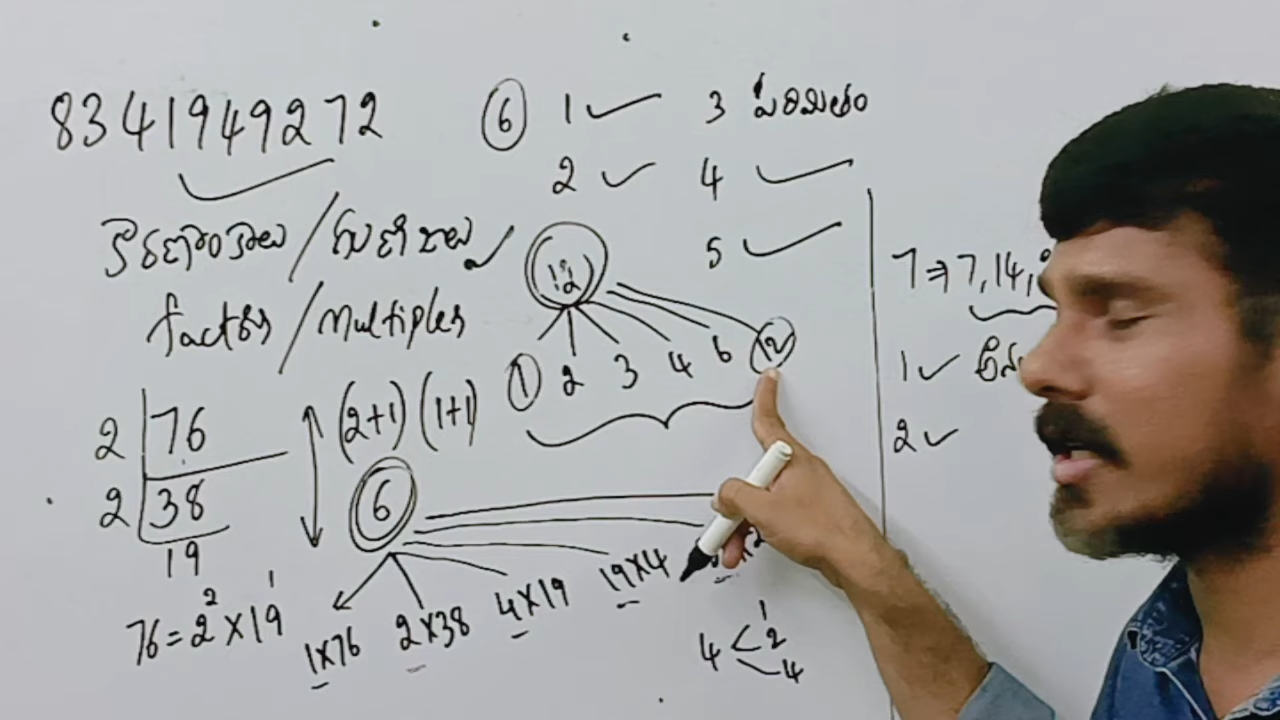 8341949272
కారణాంకాలు / గుణిజాలు
factors / Multiples
2 76
2 38
19
76 = 2² × 19¹
(2+1) (1+1)
6
1×76 2×38 4×19 19×4
6 1 3 పరిమితం
2 4
5
12
1 2 3 4 6 12
4 < 1
2
4
7 ⇒ 7, 14,
1
2